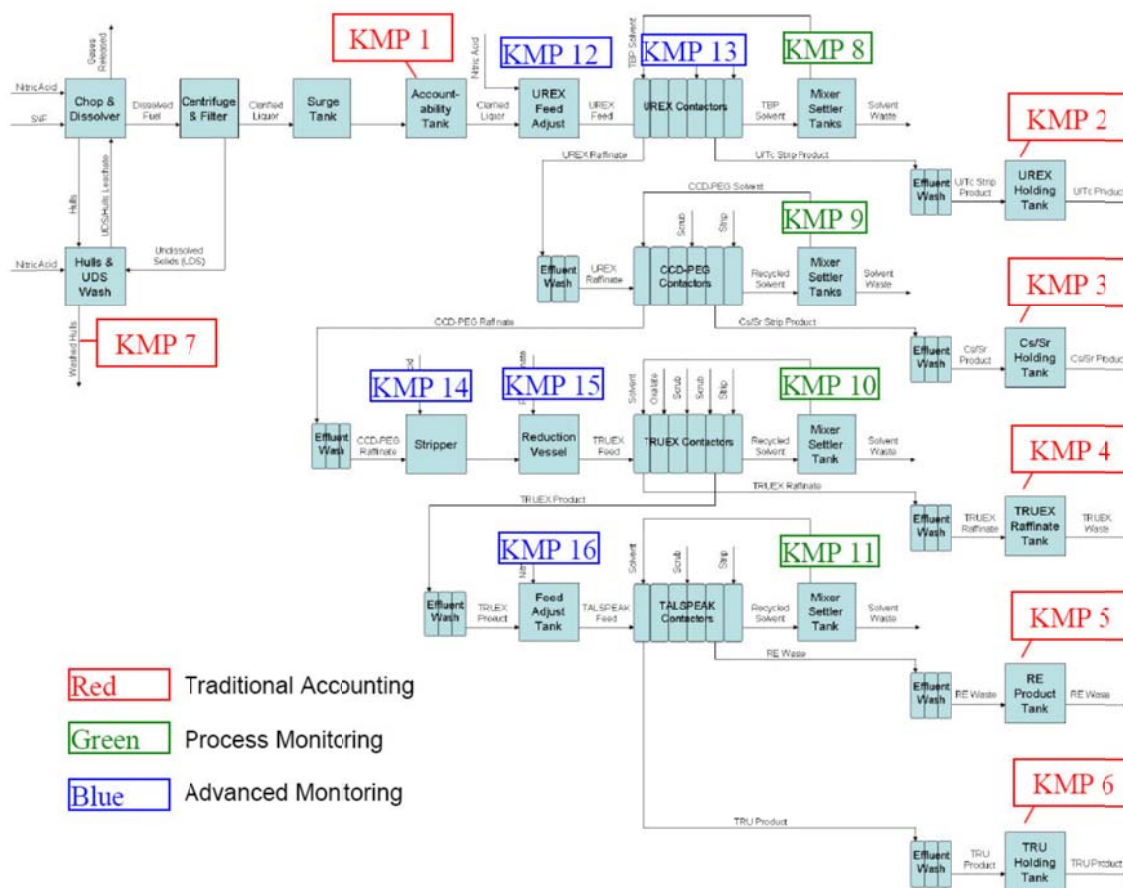 KMP 1
KMP 12
KMP 13
KMP 8
Gases
Released
Nitric Acid
TBP Solvent
Nitric Acid
SNF
Chop &
Dissolver
Dissolved
Fuel
Centrifuge
& Filter
Clarified
Liquor
Surge
Tank
Account-
ability
Tank
Clarified
Liquor
UREX
Feed
Adjust
UREX
Feed
UREX Contactors
TBP
Solvent
Mixer
Settler
Tanks
Solvent
Waste
KMP 2
Hulls
UDS/Hulls Leachate
UREX Raffinate
U/Tc Strip Product
Effluent
Wash
U/Tc Strip
Product
UREX
Holding
Tank
U/Tc Product
CCD-PEG Solvent
KMP 9
Undissolved
Solids (UDS)
Nitric Acid
Hulls &
UDS
Wash
Scrub
Strip
Effluent
Wash
UREX
Raffinate
CCD-PEG
Contactors
Recycled
Solvent
Mixer
Settler
Tanks
Solvent
Waste
KMP 3
Washed Hulls
KMP 7
CCD-PEG Raffinate
Cs/Sr Strip Product
Effluent
Wash
Cs/Sr
Product
Cs/Sr
Holding
Tank
Cs/Sr Product
KMP 14
KMP 15
KMP 10
Solvent
Oxalate
Scrub
Scrub
Strip
Effluent
Wash
CCD-PEG
Raffinate
Stripper
Reduction
Vessel
TRUEX
Feed
TRUEX Contactors
Recycled
Solvent
Mixer
Settler
Tank
Solvent
Waste
KMP 4
TRUEX Product
TRUEX Raffinate
Effluent
Wash
TRUEX
Raffinate
TRUEX
Raffinate
Tank
TRUEX
Waste
KMP 16
KMP 11
Solvent
Scrub
Strip
Effluent
Wash
TRUEX
Product
Feed
Adjust
Tank
TALSPEAK
Feed
TALSPEAK
Contactors
Recycled
Solvent
Mixer
Settler
Tank
Solvent
Waste
KMP 5
RE Waste
Effluent
Wash
RE Waste
RE
Product
Tank
RE Waste
Red Traditional Accounting
Green Process Monitoring
Blue Advanced Montoring
KMP 6
TRU Product
Effluent
Wash
TRU
Product
TRU
Holding
Tank
TRU Product